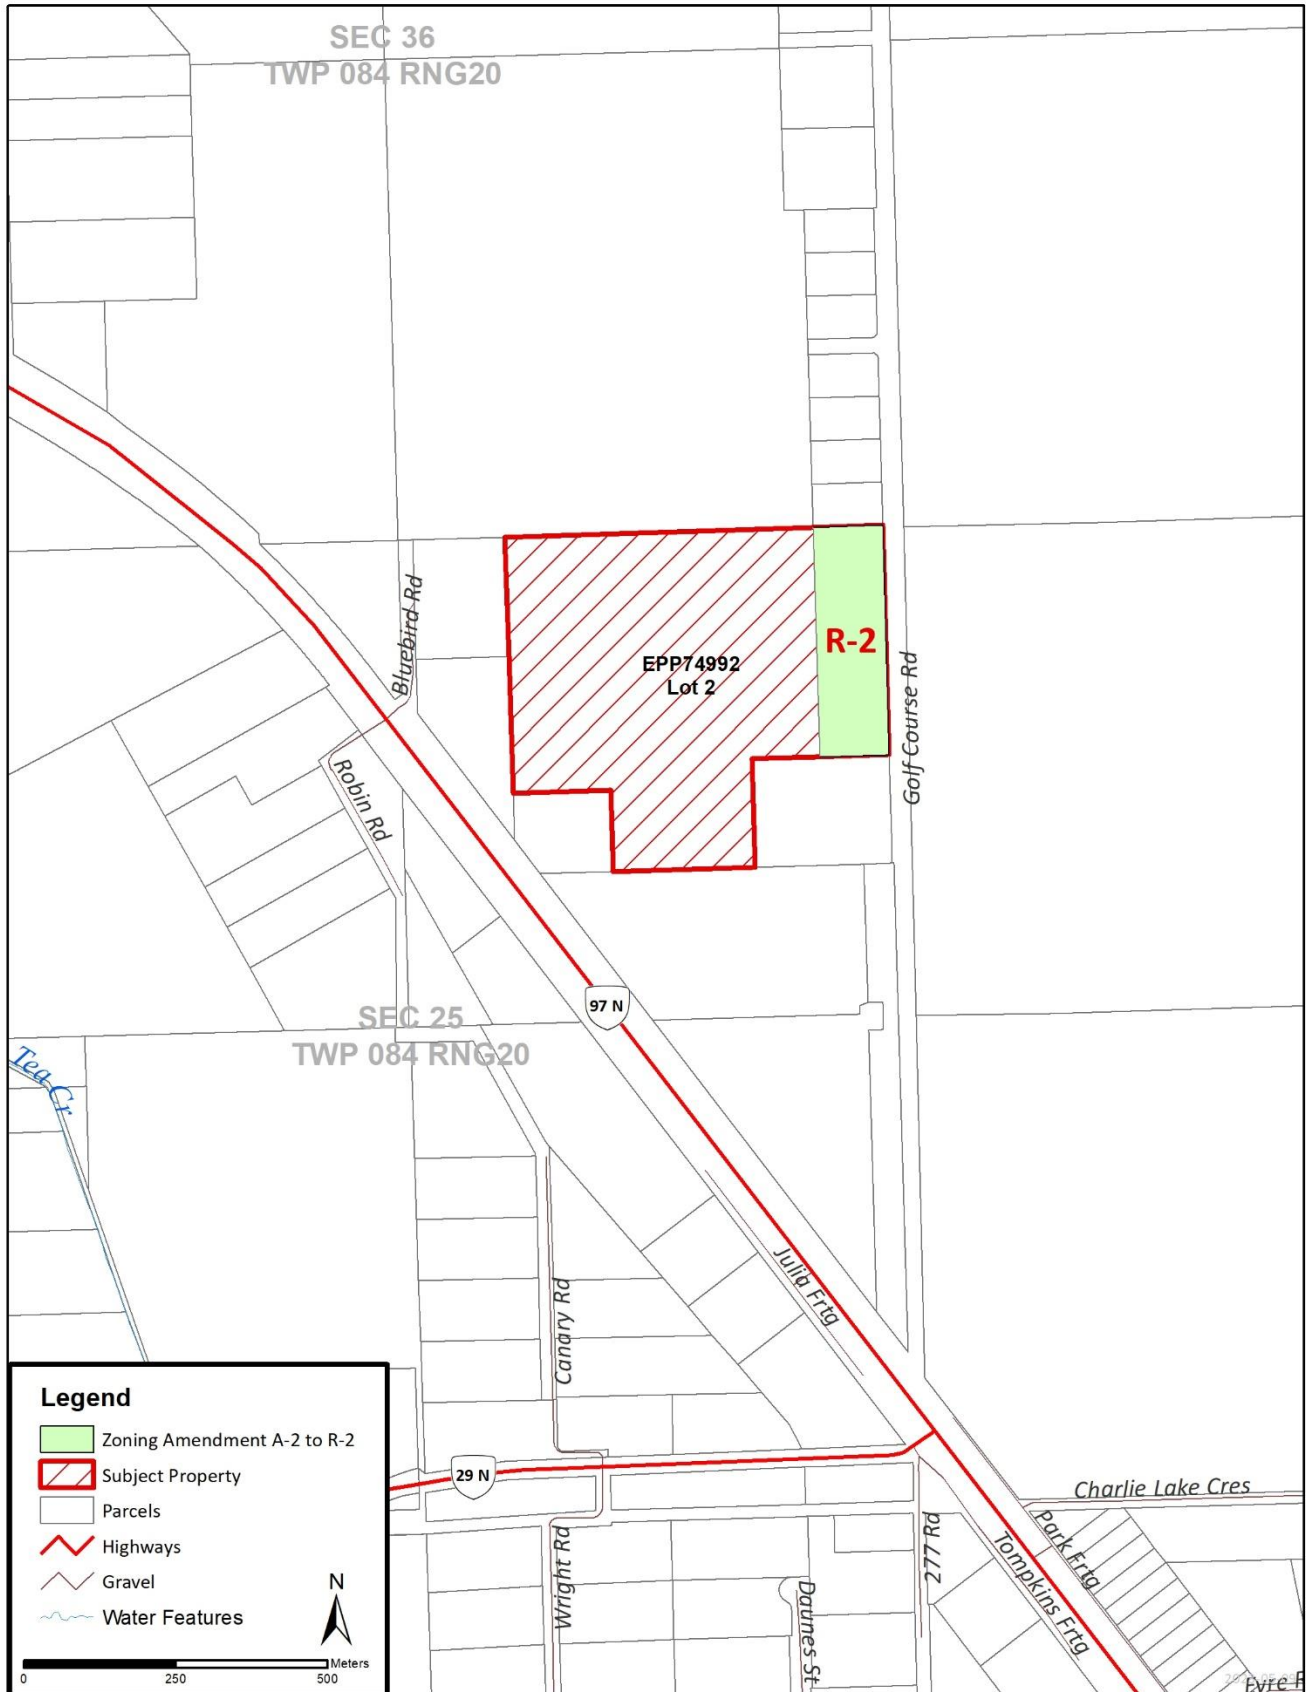 SEC 36
TWP 084 RNG20
Bluebird Rd
EPP74992
Lot 2
R-2
Golf Course Rd
Robin Rd
97 N
SEC 25
TWP 084 RNG20
Tea Cr
Julia Frtg
Canary Rd
29 N
Charlie Lake Cres
Park Frtg
277 Rd
Tompkins Frtg
Wright Rd
Daunes St
Legend
Zoning Amendment A-2 to R-2
Subject Property
Parcels
Highways
Gravel
Water Features
N
Meters
0 250 500
Eyre